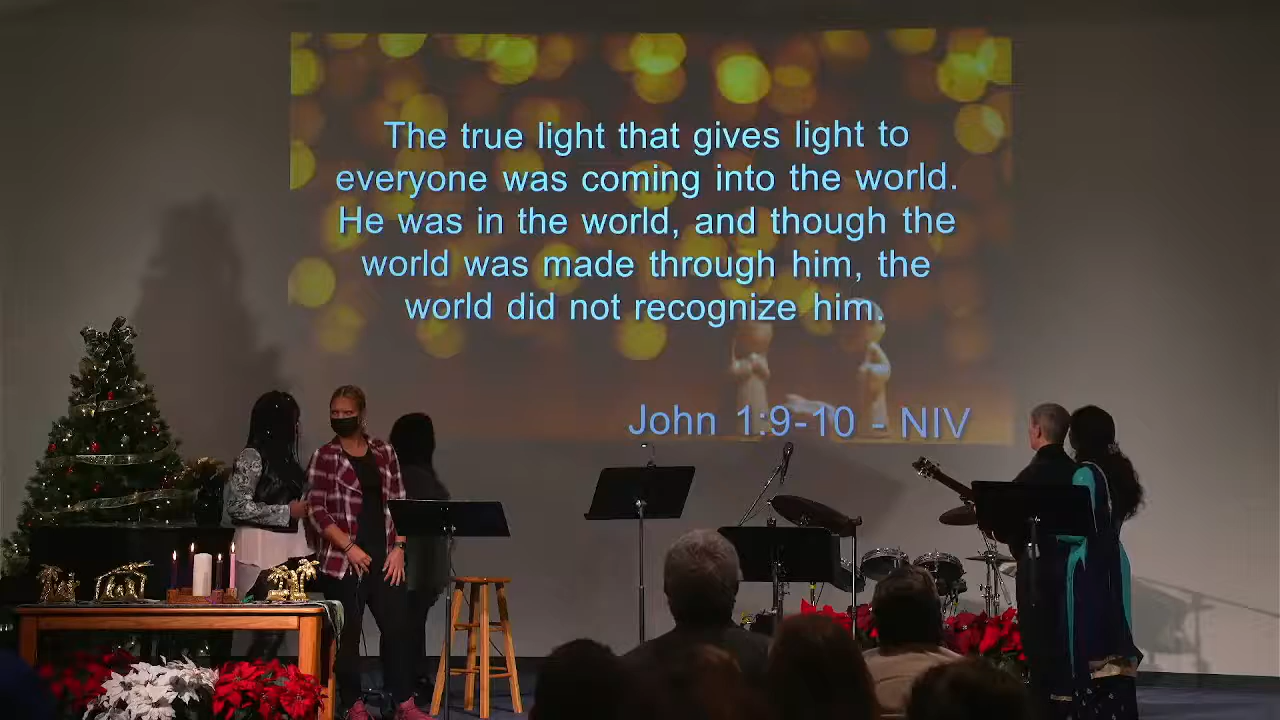 The true light that gives light to
everyone was coming into the world.
He was in the world, and though the
world was made through him, the
world did not recognize him.
John 1:9-10 - NIV